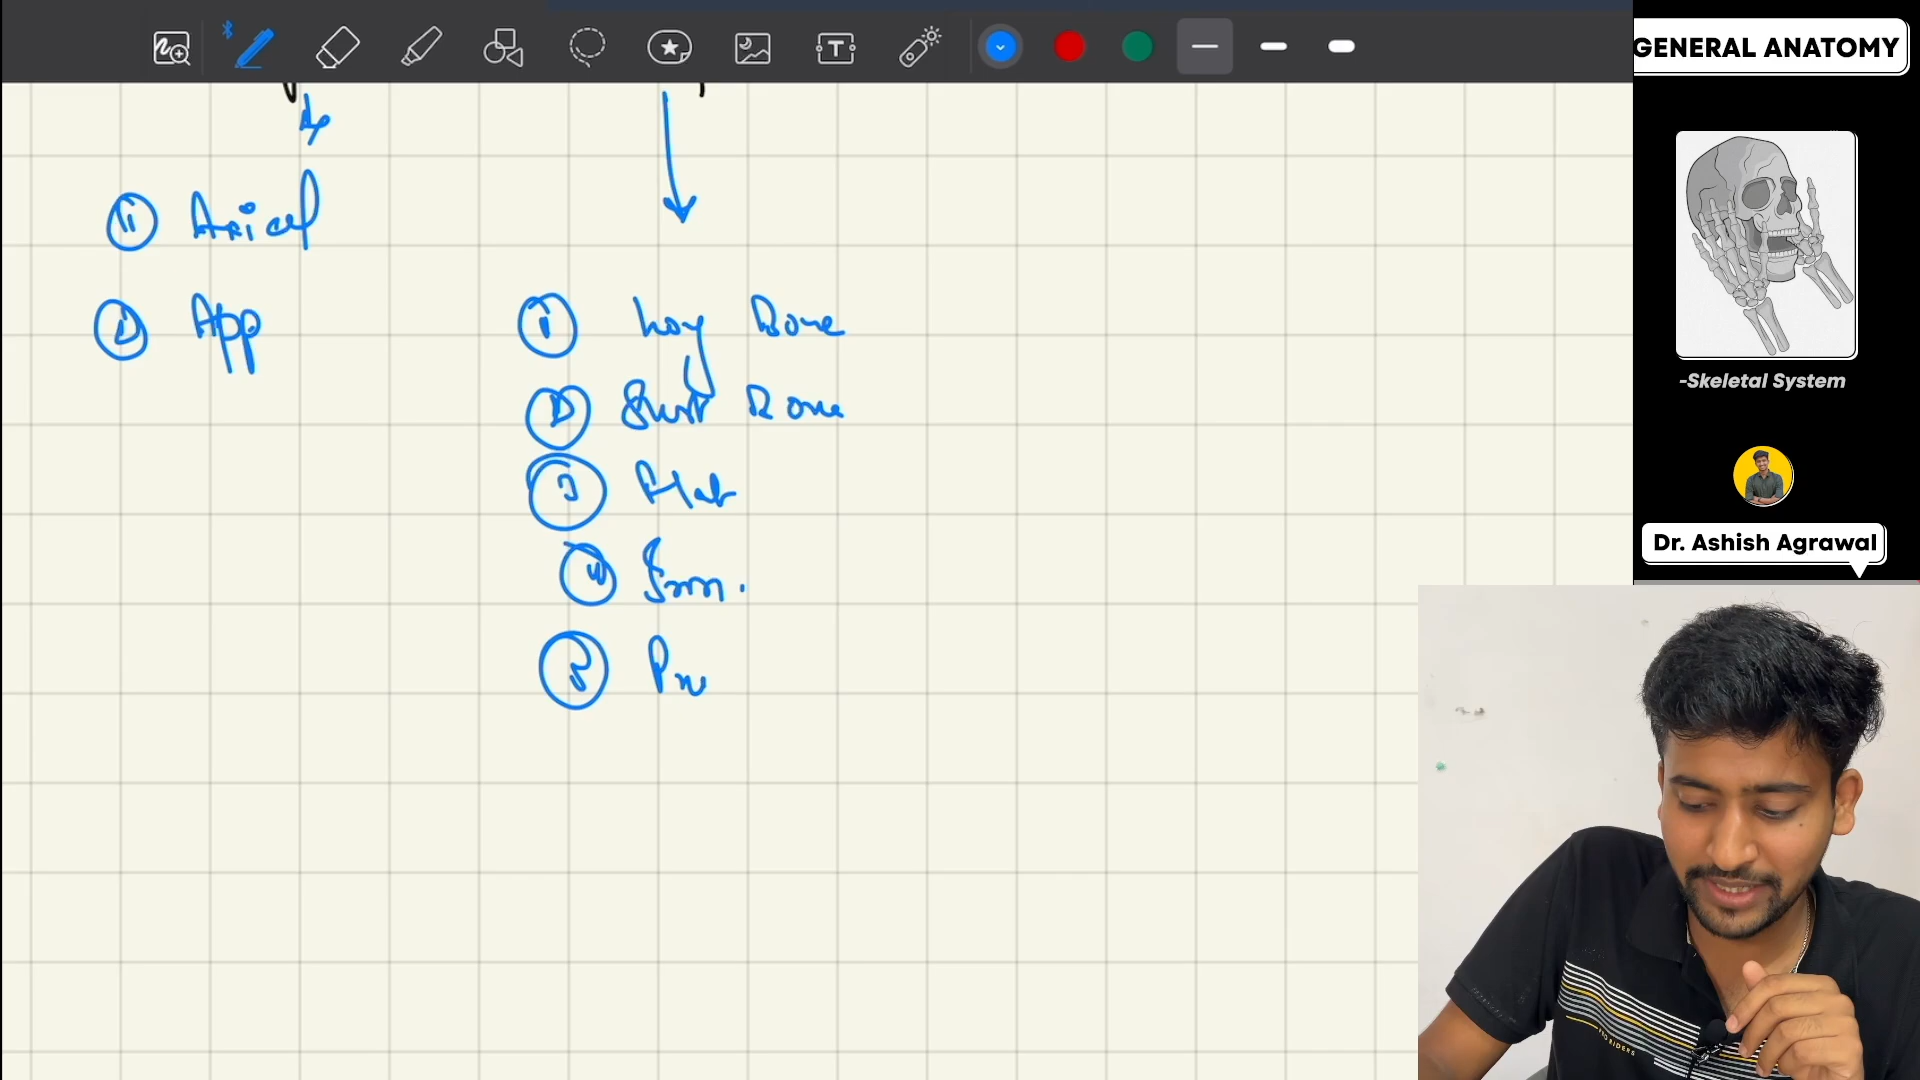 GENERAL ANATOMY
① Axial
② App
① Long Bone
② Short Bone
③ Flat
④ Irr.
⑤ Pn
-Skeletal System
Dr. Ashish Agrawal